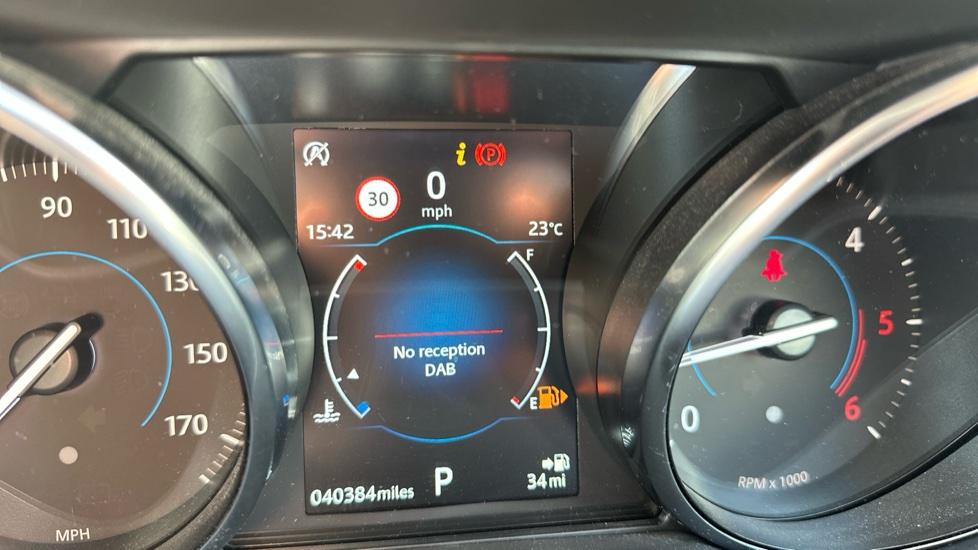 i (P)
30
0
mph
15:42
23°C
90
110
130
150
170
MPH
F
No reception
DAB
E
040384miles
P
34mi
4
5
6
0
RPM x 1000